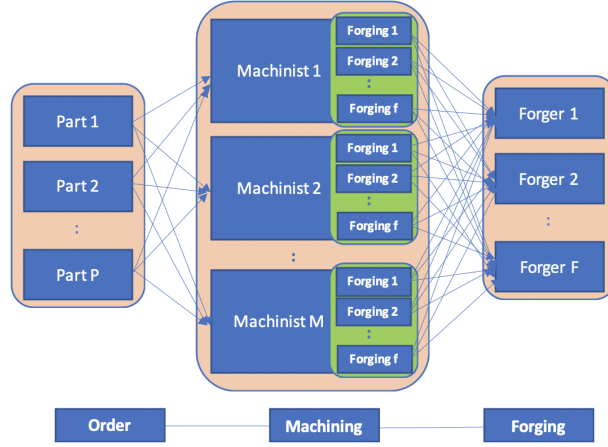 Part 1
Part 2
:
Part P
Machinist 1
Forging 1
Forging 2
:
Forging f
Machinist 2
Forging 1
Forging 2
:
Forging f
:
Machinist M
Forging 1
Forging 2
:
Forging f
Forger 1
Forger 2
:
Forger F
Order
Machining
Forging